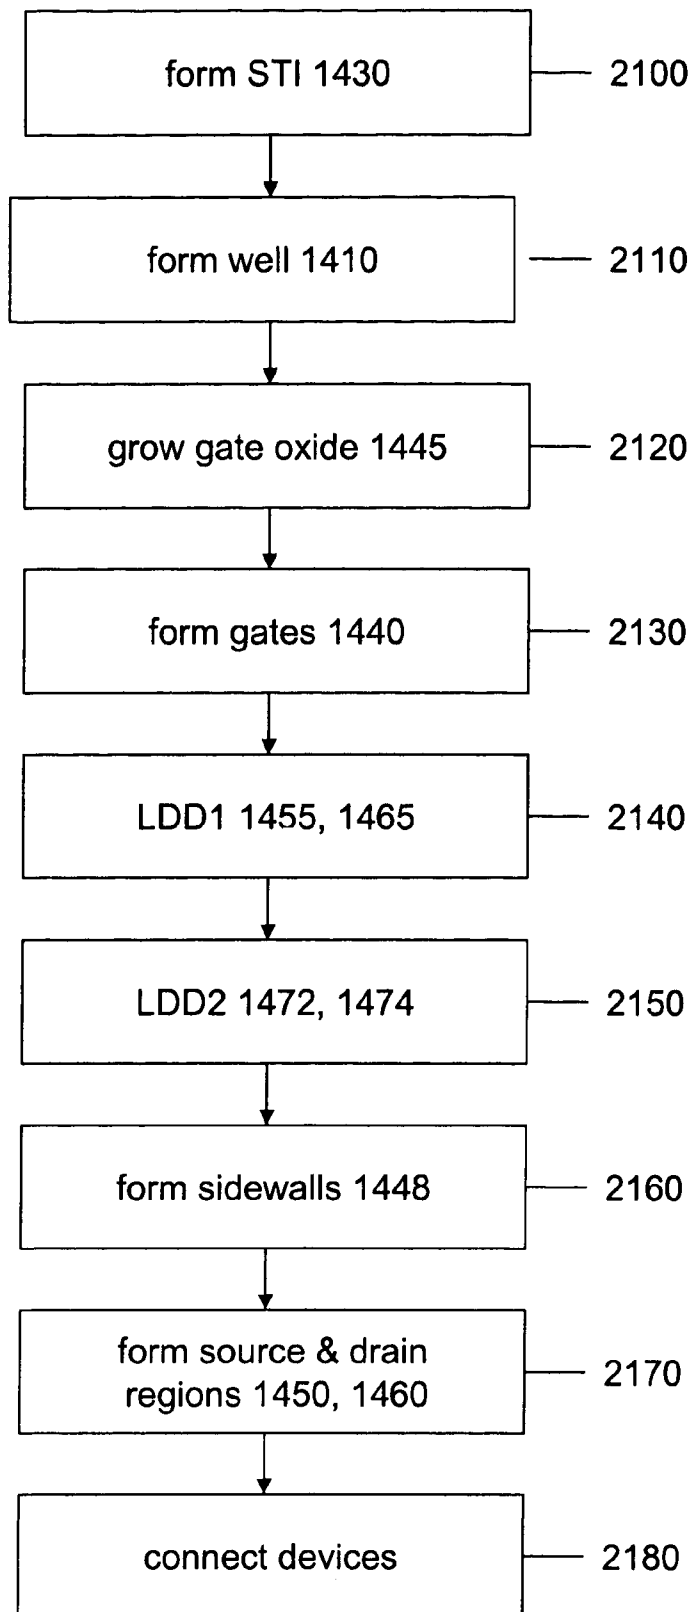 form STI 1430
2100
form well 1410
2110
grow gate oxide 1445
2120
form gates 1440
2130
LDD1 1455, 1465
2140
LDD2 1472, 1474
2150
form sidewalls 1448
2160
form source & drain
regions 1450, 1460
2170
connect devices
2180